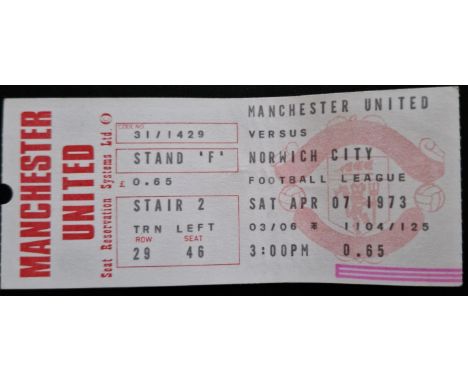 MANCHESTER
UNITED
Seat Reservation Systems Ltd.
CODE NO.
31/1429
STAND 'F'
£ 0.65
STAIR 2
TRN LEFT
ROW SEAT
29 46
MANCHESTER UNITED
VERSUS
NORWICH CITY
FOOTBALL LEAGUE
SAT APR 07 1973
03/06 1104/125
3:00PM 0.65